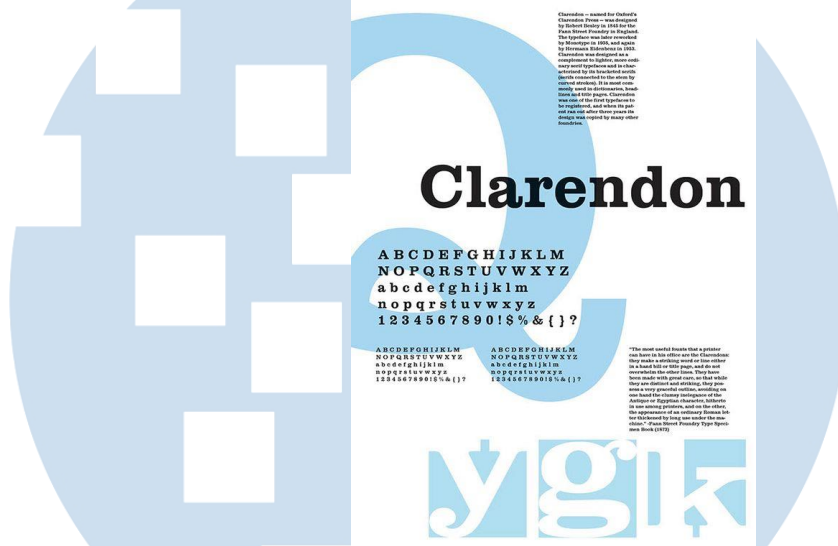 Clarendon — named for Oxford's
Clarendon Press — was designed
by Robert Besley in 1845 for the
Fann Street Foundry in England.
The typeface was later reworked
by Monotype in 1935, and again
by Hermann Eidenbenz in 1953.
Clarendon was designed as a
complement to lighter, more ordi-
nary serif typefaces and is char-
acterized by its bracketed serifs
(serifs connected to the stem by
curved strokes). It is most com-
monly used in dictionaries, head-
lines and title pages. Clarendon
was one of the first typefaces to
be registered, and when its pat-
ent ran out after three years its
design was copied by many other
foundries.
Clarendon
ABCDEFGHIJKLM
NOPQRSTUVWXYZ
abcdefghijklm
nopqrstuvwxyz
1234567890!$%&{}?
ABCDEFGHIJKLM
NOPQRSTUVWXYZ
abcdefghijklm
nopqrstuvwxyz
1234567890!$%&{}?
ABCDEFGHIJKLM
NOPQRSTUVWXYZ
abcdefghijklm
nopqrstuvwxyz
1234567890!$%&{}?
"The most useful founts that a printer
can have in his office are the Clarendons:
they make a striking word or line either
in a hand bill or title page, and do not
overwhelm the other lines. They have
been made with great care, so that while
they are distinct and striking, they pos-
sess a very graceful outline, avoiding on
one hand the clumsy inelegance of the
Antique or Egyptian character, hitherto
in use among printers, and on the other,
the appearance of an ordinary Roman let-
ter thickened by long use under the ma-
chine." -Fann Street Foundry Type Speci-
men Book (1873)
y g k